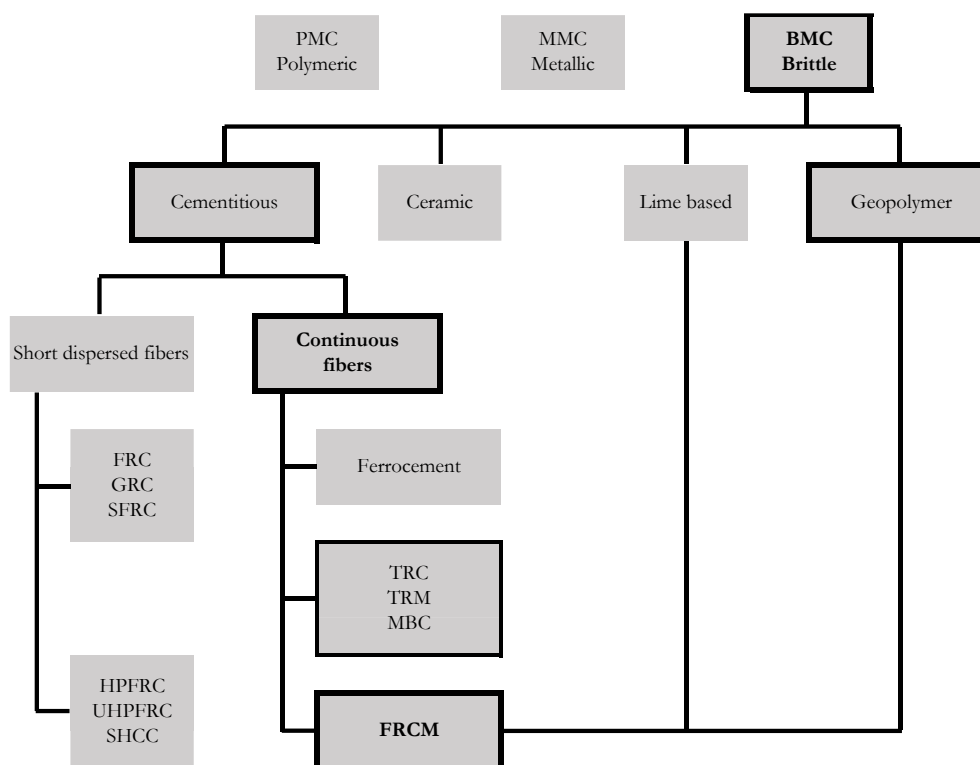 PMC
Polymeric
MMC
Metallic
BMC
Brittle
Cementitious
Ceramic
Lime based
Geopolymer
Short dispersed fibers
Continuous
fibers
FRC
GRC
SFRC
Ferrocement
TRC
TRM
MBC
HPFRC
UHPFRC
SHCC
FRCM